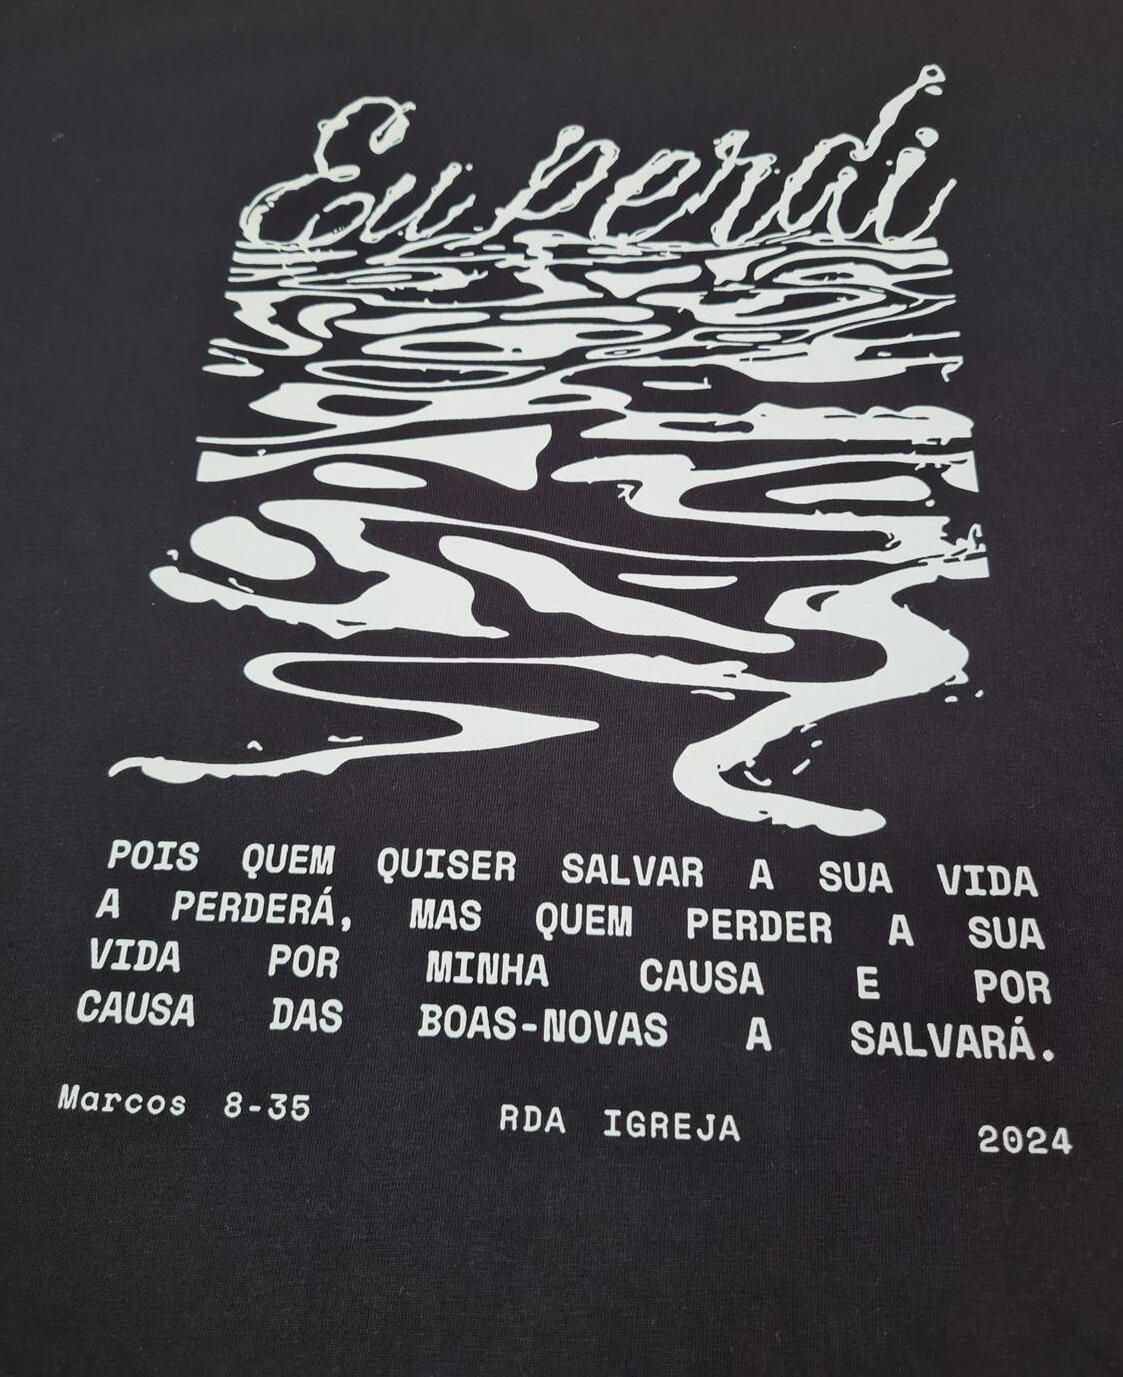 Eu perdi
POIS QUEM QUISER SALVAR A SUA VIDA
A PERDERÁ, MAS QUEM PERDER A SUA
VIDA POR MINHA CAUSA E POR
CAUSA DAS BOAS-NOVAS A SALVARÁ.
Marcos 8-35 RDA IGREJA 2024